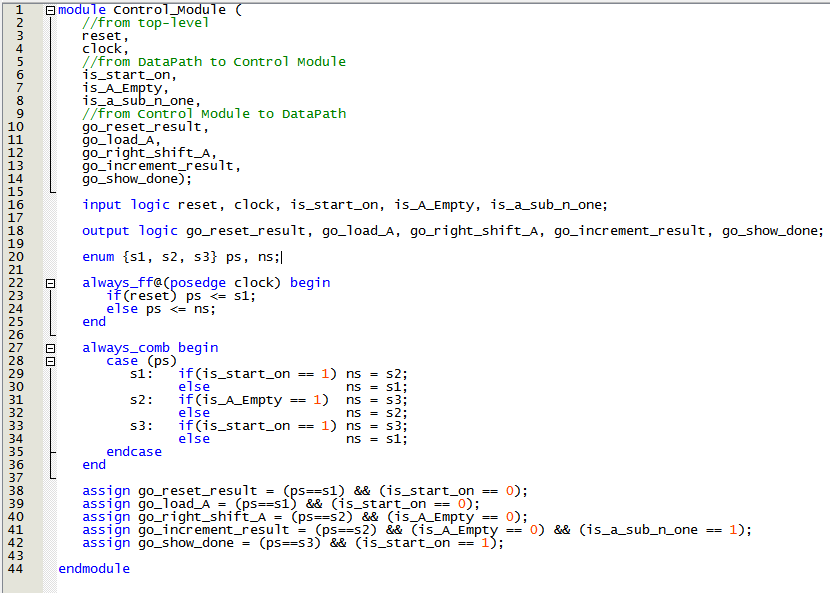 1 module Control_Module (
2 //from top-level
3 reset,
4 clock,
5 //from DataPath to Control Module
6 is_start_on,
7 is_A_Empty,
8 is_a_sub_n_one,
9 //from Control Module to DataPath
10 go_reset_result,
11 go_load_A,
12 go_right_shift_A,
13 go_increment_result,
14 go_show_done);
15
16 input logic reset, clock, is_start_on, is_A_Empty, is_a_sub_n_one;
17
18 output logic go_reset_result, go_load_A, go_right_shift_A, go_increment_result, go_show_done;
19
20 enum {s1, s2, s3} ps, ns;
21
22 always_ff@(posedge clock) begin
23 if(reset) ps <= s1;
24 else ps <= ns;
25 end
26
27 always_comb begin
28 case (ps)
29 s1: if(is_start_on == 1) ns = s2;
30 else ns = s1;
31 s2: if(is_A_Empty == 1) ns = s3;
32 else ns = s2;
33 s3: if(is_start_on == 1) ns = s3;
34 else ns = s1;
35 endcase
36 end
37
38 assign go_reset_result = (ps==s1) && (is_start_on == 0);
39 assign go_load_A = (ps==s1) && (is_start_on == 0);
40 assign go_right_shift_A = (ps==s2) && (is_A_Empty == 0);
41 assign go_increment_result = (ps==s2) && (is_A_Empty == 0) && (is_a_sub_n_one == 1);
42 assign go_show_done = (ps==s3) && (is_start_on == 1);
43
44 endmodule